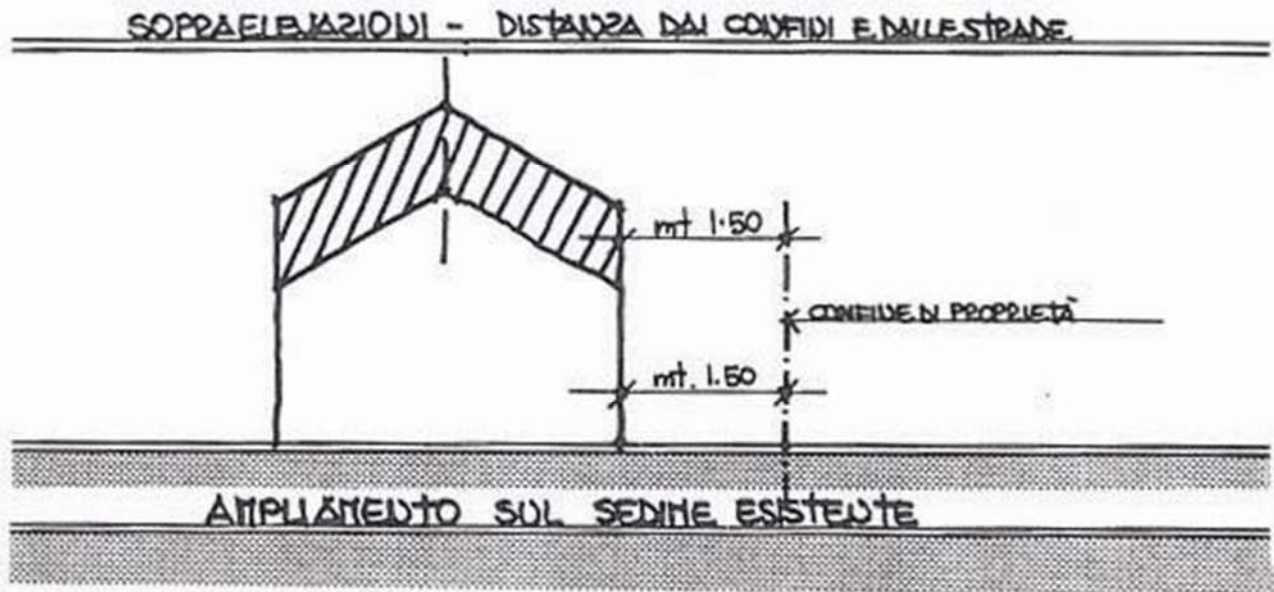 SOPRAELEVAZIONI - DISTANZA DAI CONFINI E DALLE STRADE
mt 1.50
CONFINE DI PROPRIETÀ
mt. 1.50
AMPLIAMENTO SUL SEDIME ESISTENTE